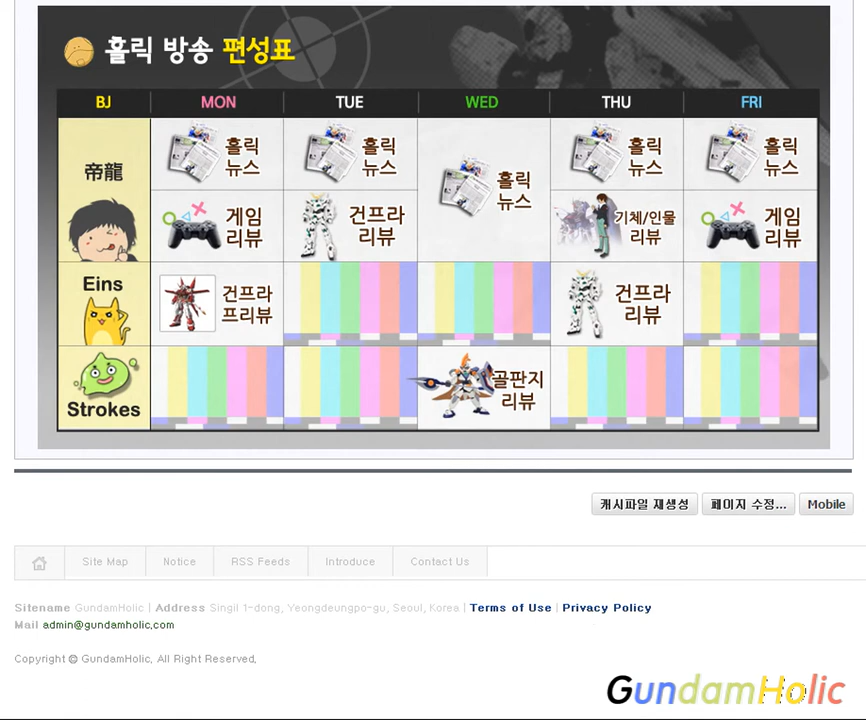 홀릭 방송 편성표
BJ MON TUE WED THU FRI
帝龍
홀릭
뉴스
홀릭
뉴스
홀릭
뉴스
홀릭
뉴스
홀릭
뉴스
게임
리뷰
건프라
리뷰
기체/인물
리뷰
게임
리뷰
Eins
건프라
프리뷰
건프라
리뷰
Strokes
골판지
리뷰
캐시파일 재생성 페이지 수정... Mobile
Site Map Notice RSS Feeds Introduce Contact Us
Sitename GundamHolic | Address Singil 1-dong, Yeongdeungpo-gu, Seoul, Korea | Terms of Use | Privacy Policy
Mail admin@gundamholic.com
Copyright © GundamHolic. All Right Reserved.
GundamHolic